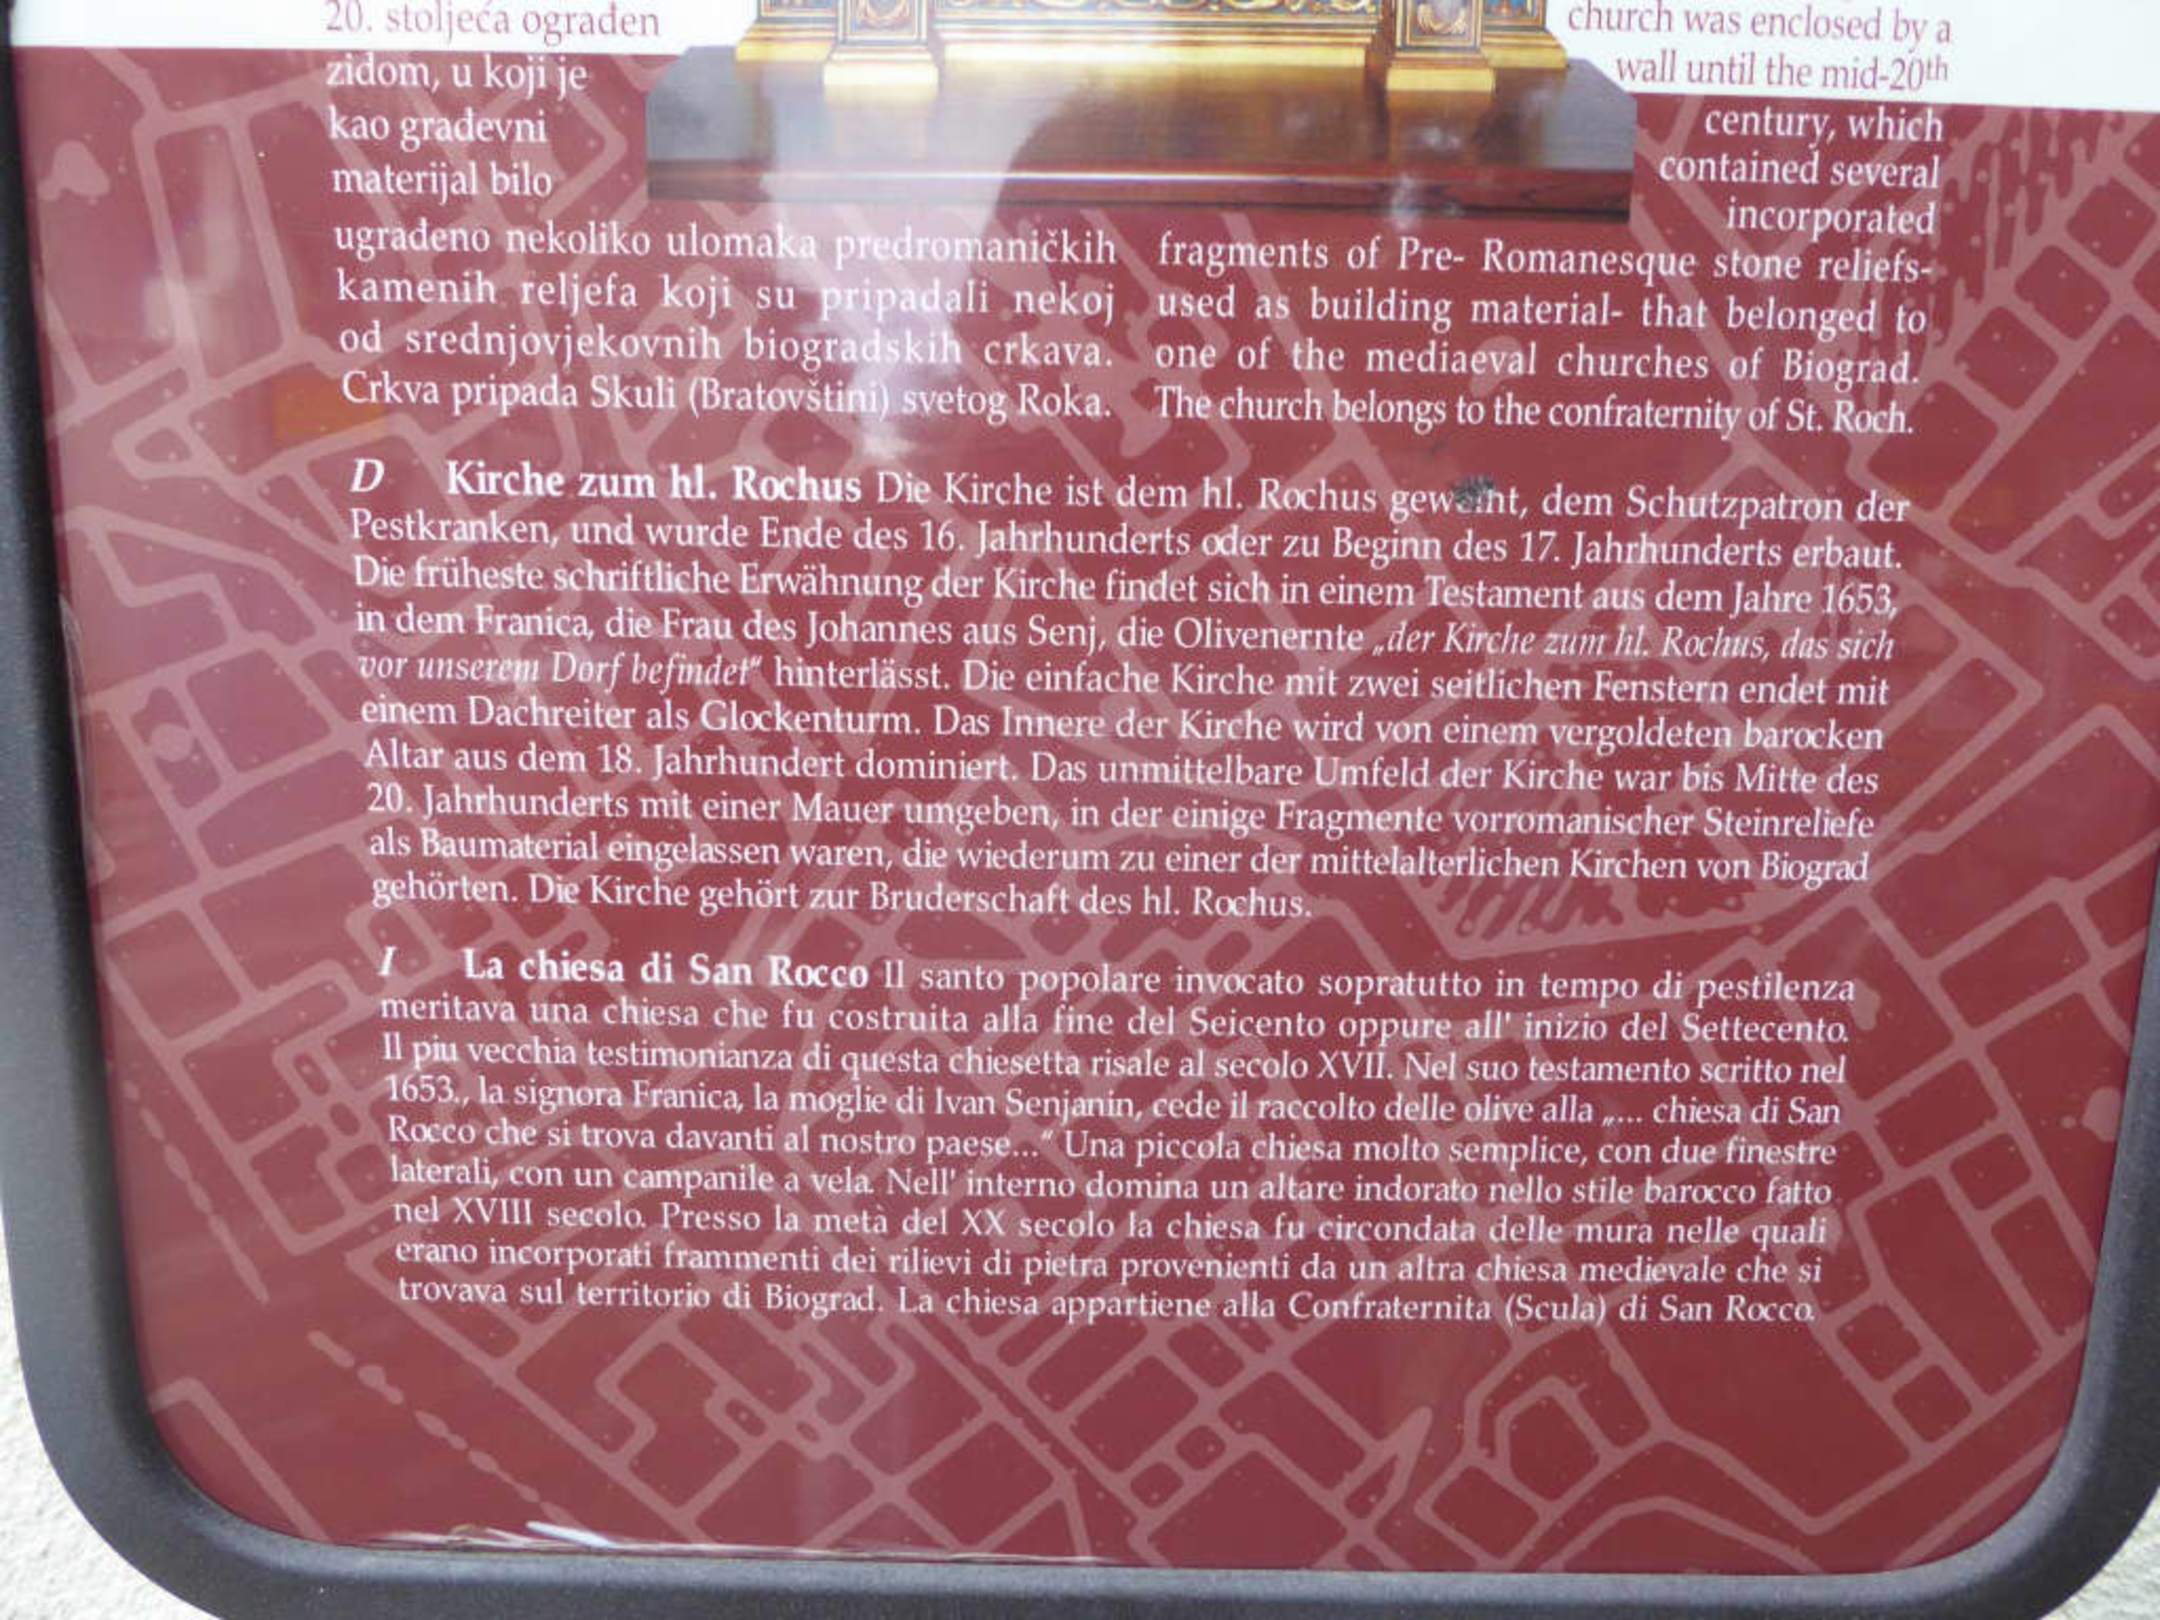 20. stoljeća ograđen
zidom, u koji je
kao građevni
materijal bilo
ugrađeno nekoliko ulomaka predromaničkih
kamenih reljefa koji su pripadali nekoj
od srednjovjekovnih biogradskih crkava.
Crkva pripada Skuli (Bratovštini) svetog Roka.
church was enclosed by a
wall until the mid-20th
century, which
contained several
incorporated
fragments of Pre- Romanesque stone reliefs-
used as building material- that belonged to
one of the mediaeval churches of Biograd.
The church belongs to the confraternity of St. Roch.
D Kirche zum hl. Rochus Die Kirche ist dem hl. Rochus geweiht, dem Schutzpatron der
Pestkranken, und wurde Ende des 16. Jahrhunderts oder zu Beginn des 17. Jahrhunderts erbaut.
Die früheste schriftliche Erwähnung der Kirche findet sich in einem Testament aus dem Jahre 1653,
in dem Franica, die Frau des Johannes aus Senj, die Olivenernte „der Kirche zum hl. Rochus, das sich
vor unserem Dorf befindet“ hinterlässt. Die einfache Kirche mit zwei seitlichen Fenstern endet mit
einem Dachreiter als Glockenturm. Das Innere der Kirche wird von einem vergoldeten barocken
Altar aus dem 18. Jahrhundert dominiert. Das unmittelbare Umfeld der Kirche war bis Mitte des
20. Jahrhunderts mit einer Mauer umgeben, in der einige Fragmente vorromanischer Steinreliefe
als Baumaterial eingelassen waren, die wiederum zu einer der mittelalterlichen Kirchen von Biograd
gehörten. Die Kirche gehört zur Bruderschaft des hl. Rochus.
I La chiesa di San Rocco Il santo popolare invocato sopratutto in tempo di pestilenza
meritava una chiesa che fu costruita alla fine del Seicento oppure all' inizio del Settecento.
Il piu vecchia testimonianza di questa chiesetta risale al secolo XVII. Nel suo testamento scritto nel
1653., la signora Franica, la moglie di Ivan Senjanin, cede il raccolto delle olive alla „... chiesa di San
Rocco che si trova davanti al nostro paese...“ Una piccola chiesa molto semplice, con due finestre
laterali, con un campanile a vela. Nell' interno domina un altare indorato nello stile barocco fatto
nel XVIII secolo. Presso la metà del XX secolo la chiesa fu circondata delle mura nelle quali
erano incorporati frammenti dei rilievi di pietra provenienti da un altra chiesa medievale che si
trovava sul territorio di Biograd. La chiesa appartiene alla Confraternita (Scula) di San Rocco.